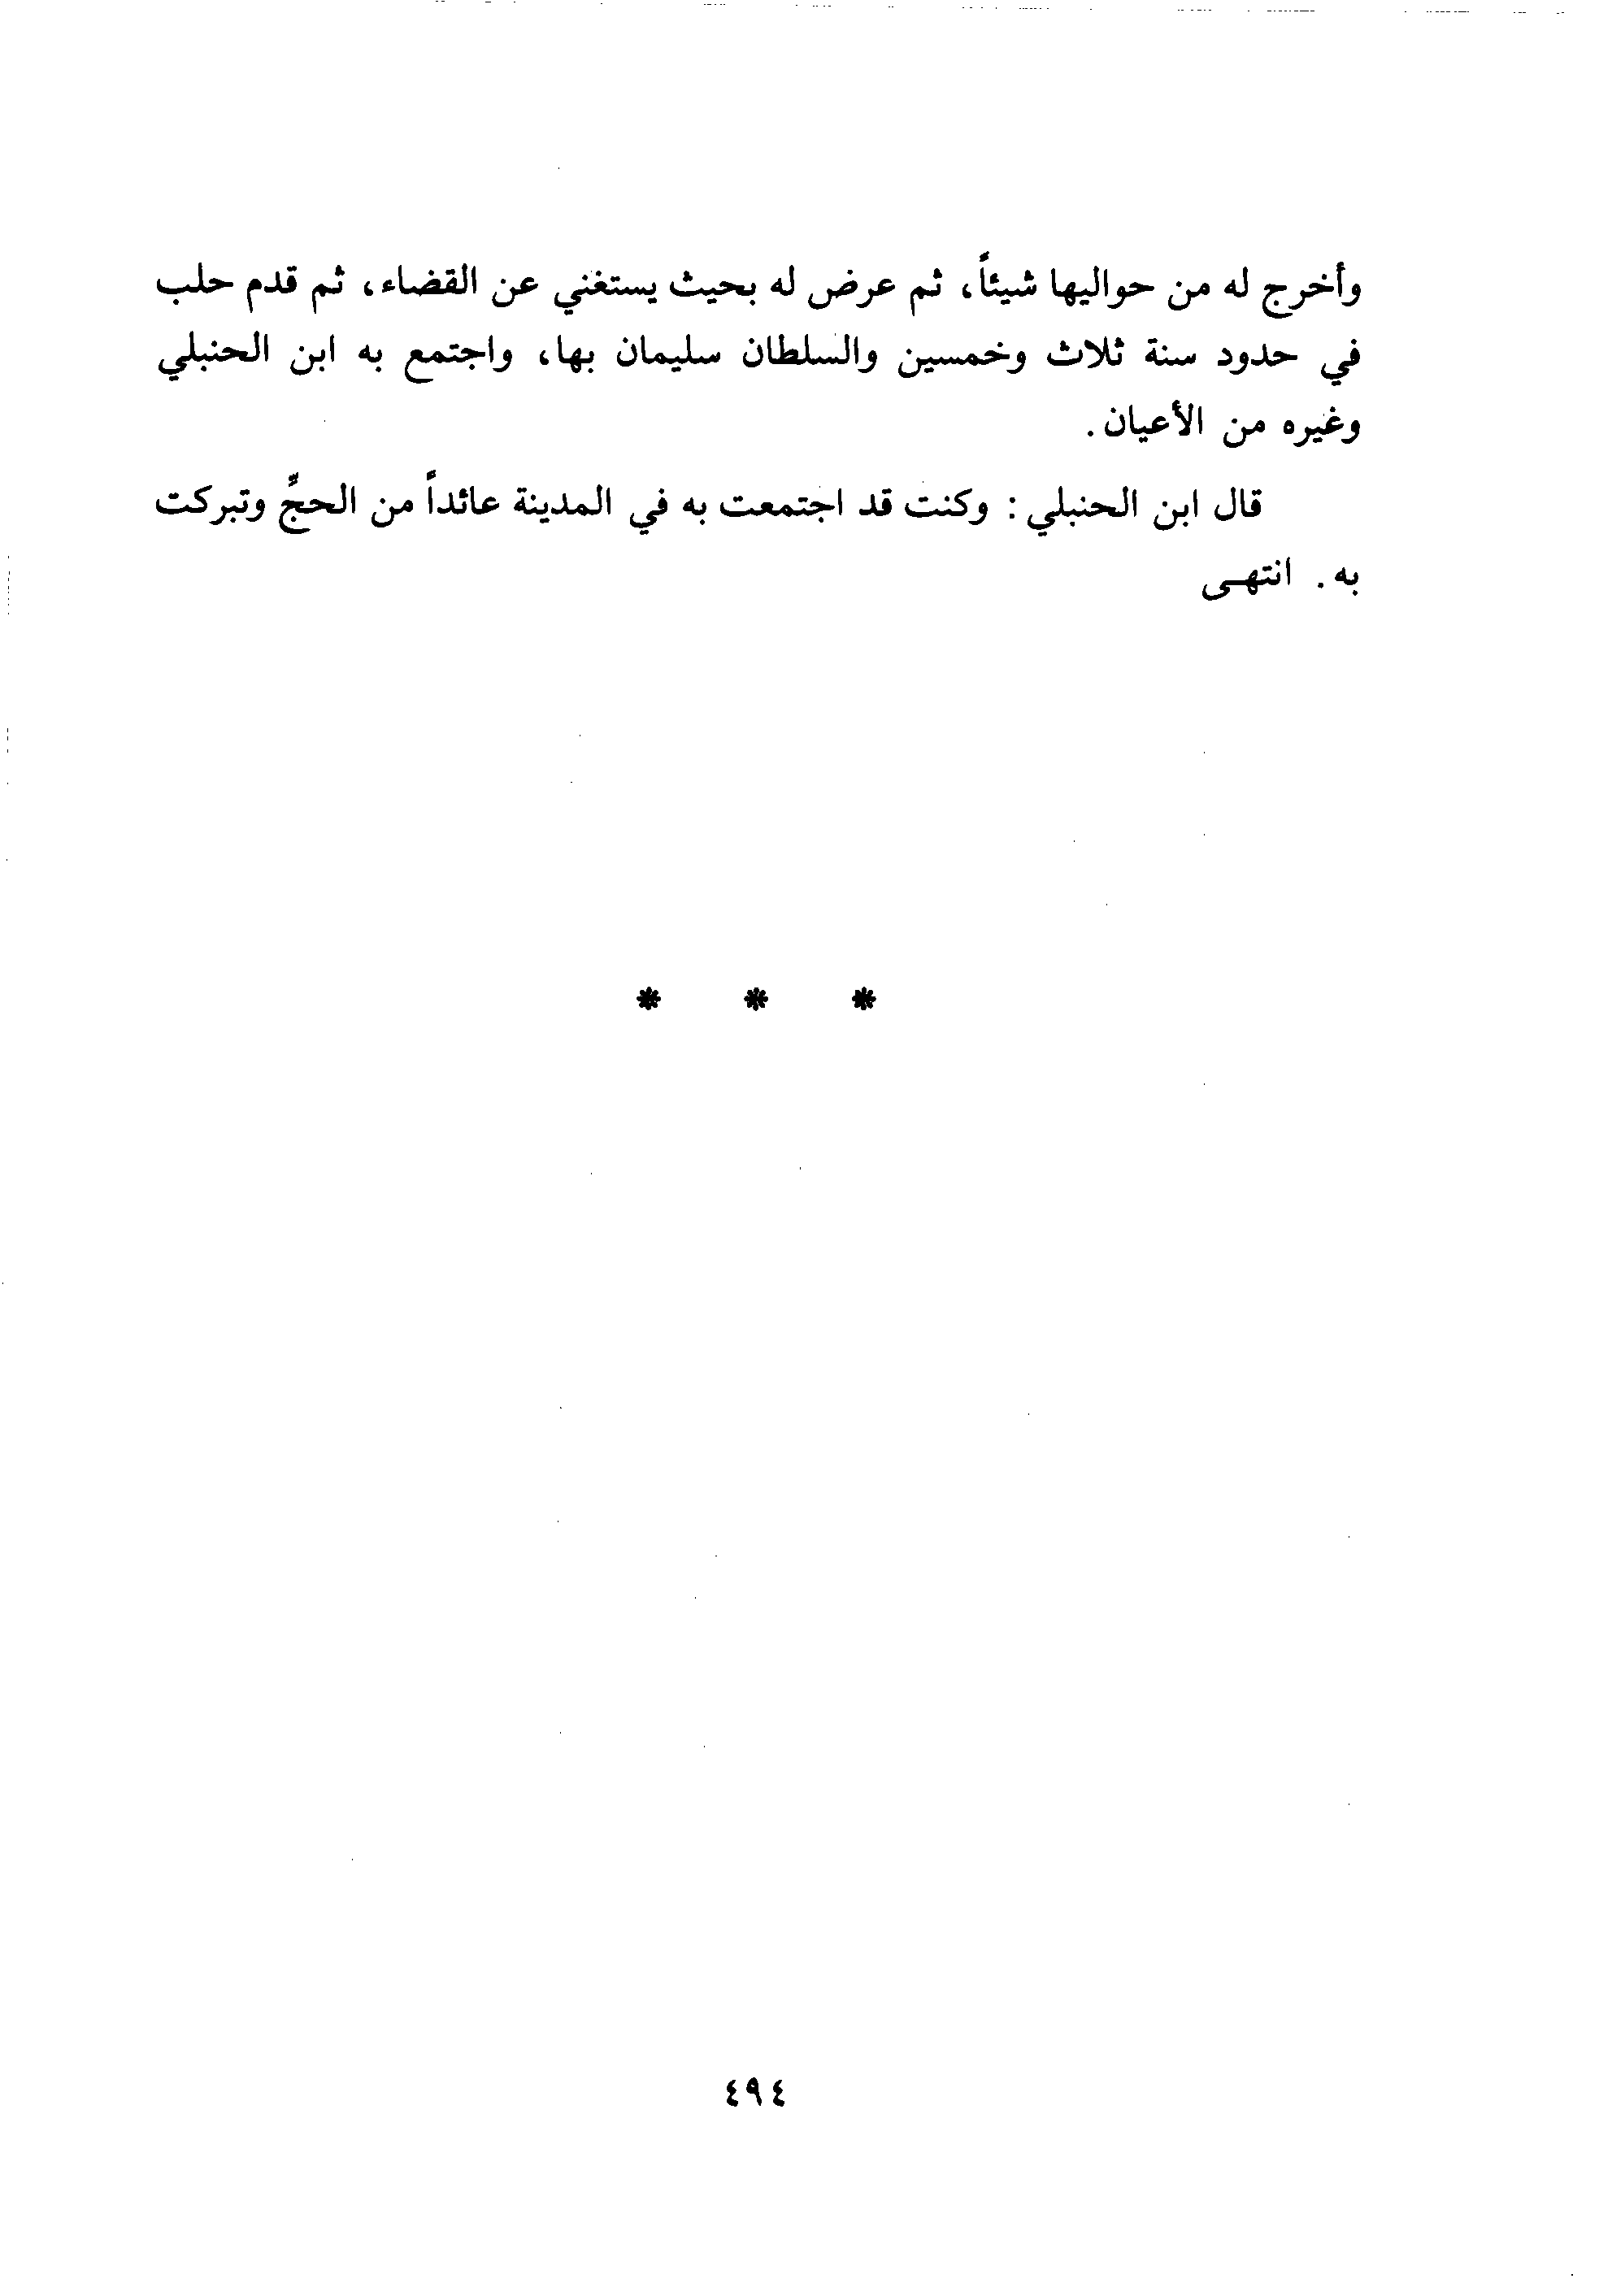 وأخرج له من حواليها شيئاً، ثم عرض له بحيث يستغني عن القضاء، ثم قدم حلب
في حدود سنة ثلاث وخمسين والسلطان سليمان بها، واجتمع به ابن الحنبلي
وغيره من الأعيان.
قال ابن الحنبلي: وكنت قد اجتمعت به في المدينة عائداً من الحجِّ وتبركت
به. انتهى
* * *
٤٩٤